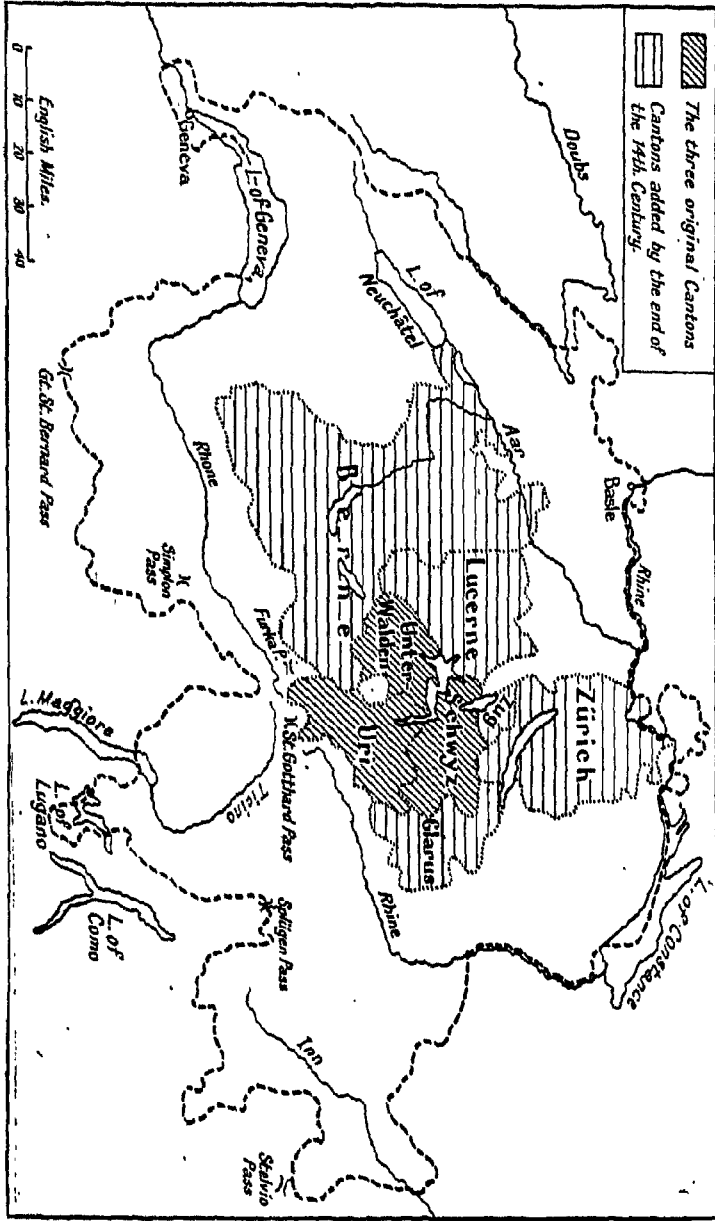 The three original Cantons
Cantons added by the end of
the 14th. Century.
Doubs
Basle
Rhine
L. of Constance
Zürich
Aar
L. of
Neuchâtel
Lucerne
Zug
Schwyz
Unter
Walden
Berne
Uri
Glarus
Rhine
Geneva
L. of Geneva
Rhone
Furka P.
St. Gotthard Pass
Inn
Gt. St. Bernard Pass
Simplon
Pass
Ticino
Splügen Pass
Stelvio
Pass
L. Maggiore
L. of
Lugano
L. of
Como
0 10 20 30 40
English Miles.